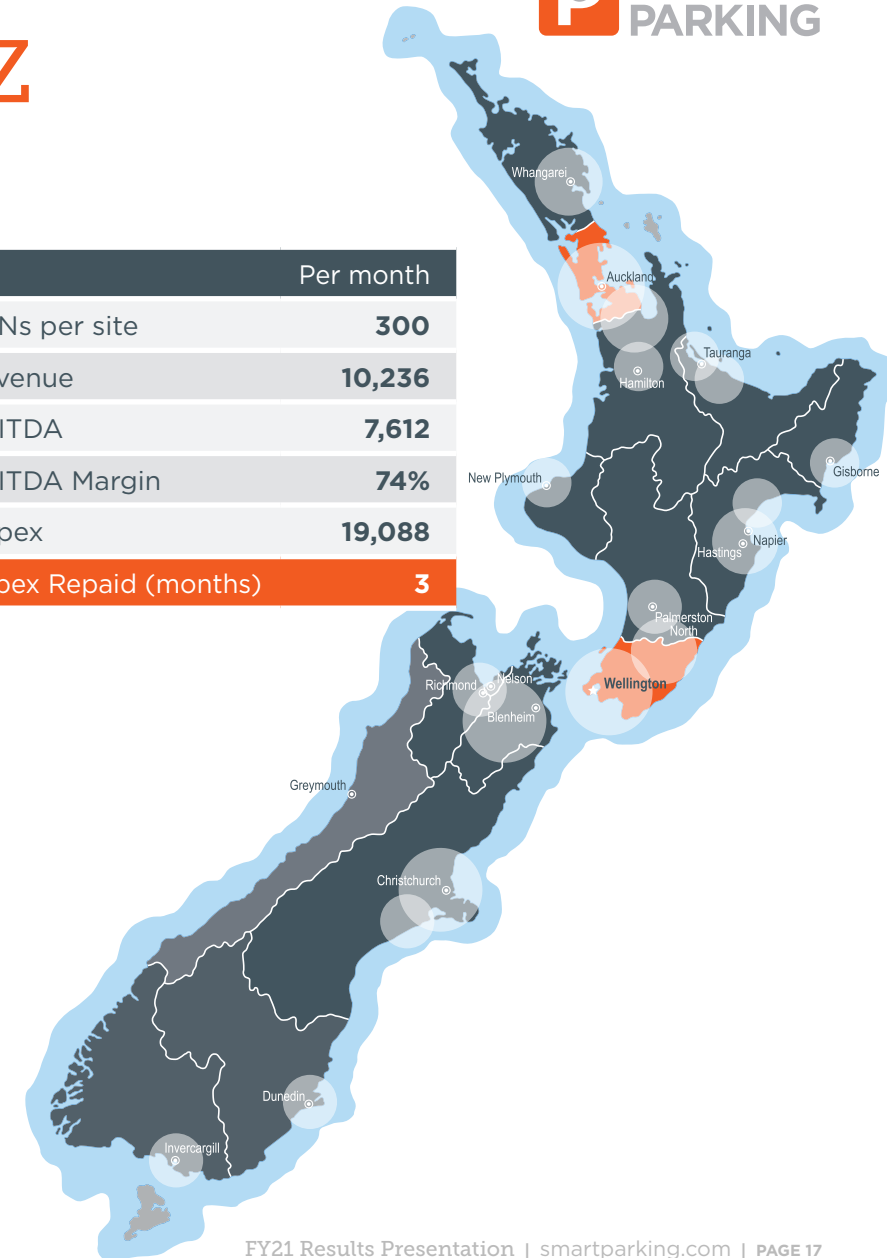 P
PARKING
Z
Per month
Ns per site 300
venue 10,236
ITDA 7,612
ITDA Margin 74%
pex 19,088
pex Repaid (months) 3
Whangarei
Auckland
Tauranga
Hamilton
New Plymouth
Gisborne
Napier
Hastings
Palmerston
North
Wellington
Nelson
Richmond
Blenheim
Greymouth
Christchurch
Dunedin
Invercargill
FY21 Results Presentation | smartparking.com | PAGE 17